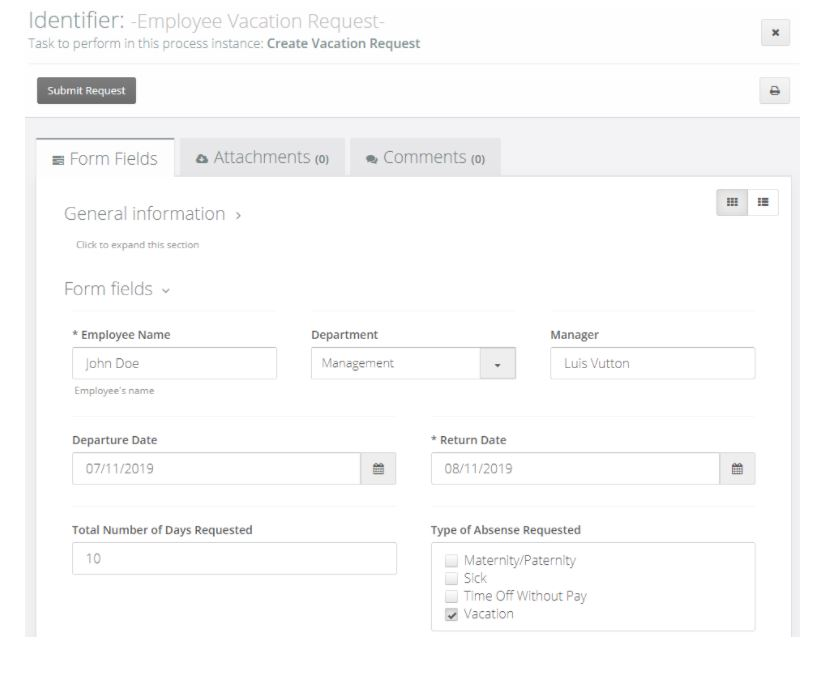 Identifier: -Employee Vacation Request-
Task to perform in this process instance: Create Vacation Request
Submit Request
Form Fields Attachments (0) Comments (0)
General information
Click to expand this section
Form fields
* Employee Name Department Manager
John Doe Management Luis Vutton
Employee's name
Departure Date * Return Date
07/11/2019 08/11/2019
Total Number of Days Requested Type of Absense Requested
10 Maternity/Paternity
Sick
Time Off Without Pay
Vacation